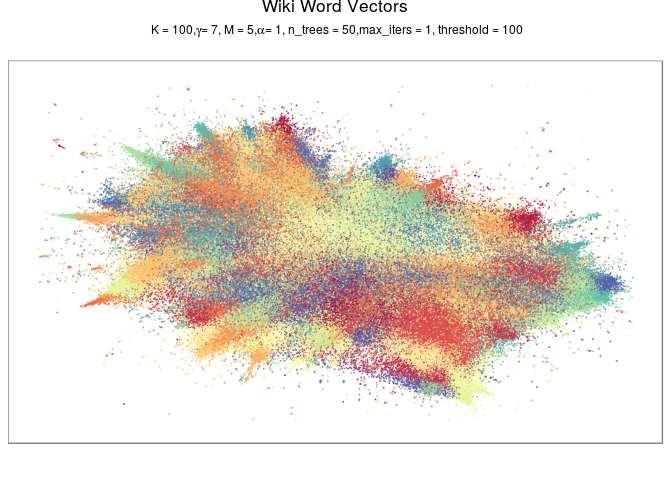 Wiki Word Vectors
K = 100,γ= 7, M = 5,α= 1, n_trees = 50,max_iters = 1, threshold = 100